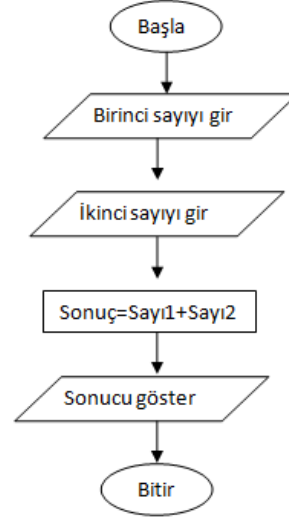 Başla
Birinci sayıyı gir
İkinci sayıyı gir
Sonuç=Sayı1+Sayı2
Sonucu göster
Bitir